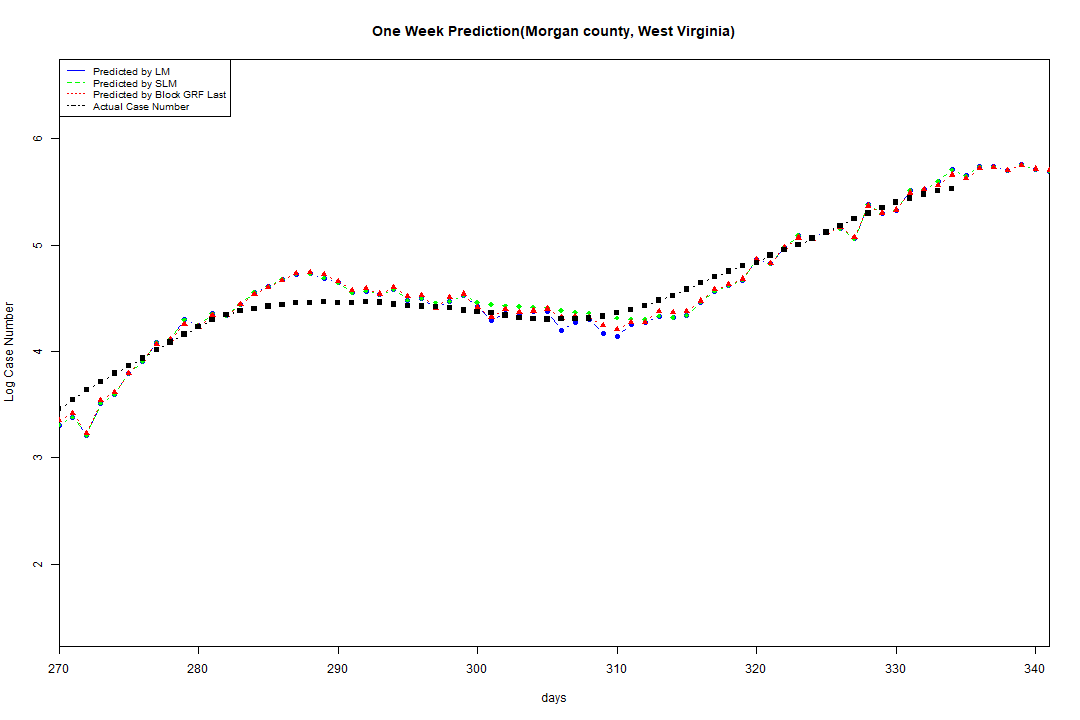 One Week Prediction(Morgan county, West Virginia)
Predicted by LM
Predicted by SLM
Predicted by Block GRF Last
Actual Case Number
6
5
4
3
2
Log Case Number
270 280 290 300 310 320 330 340
days